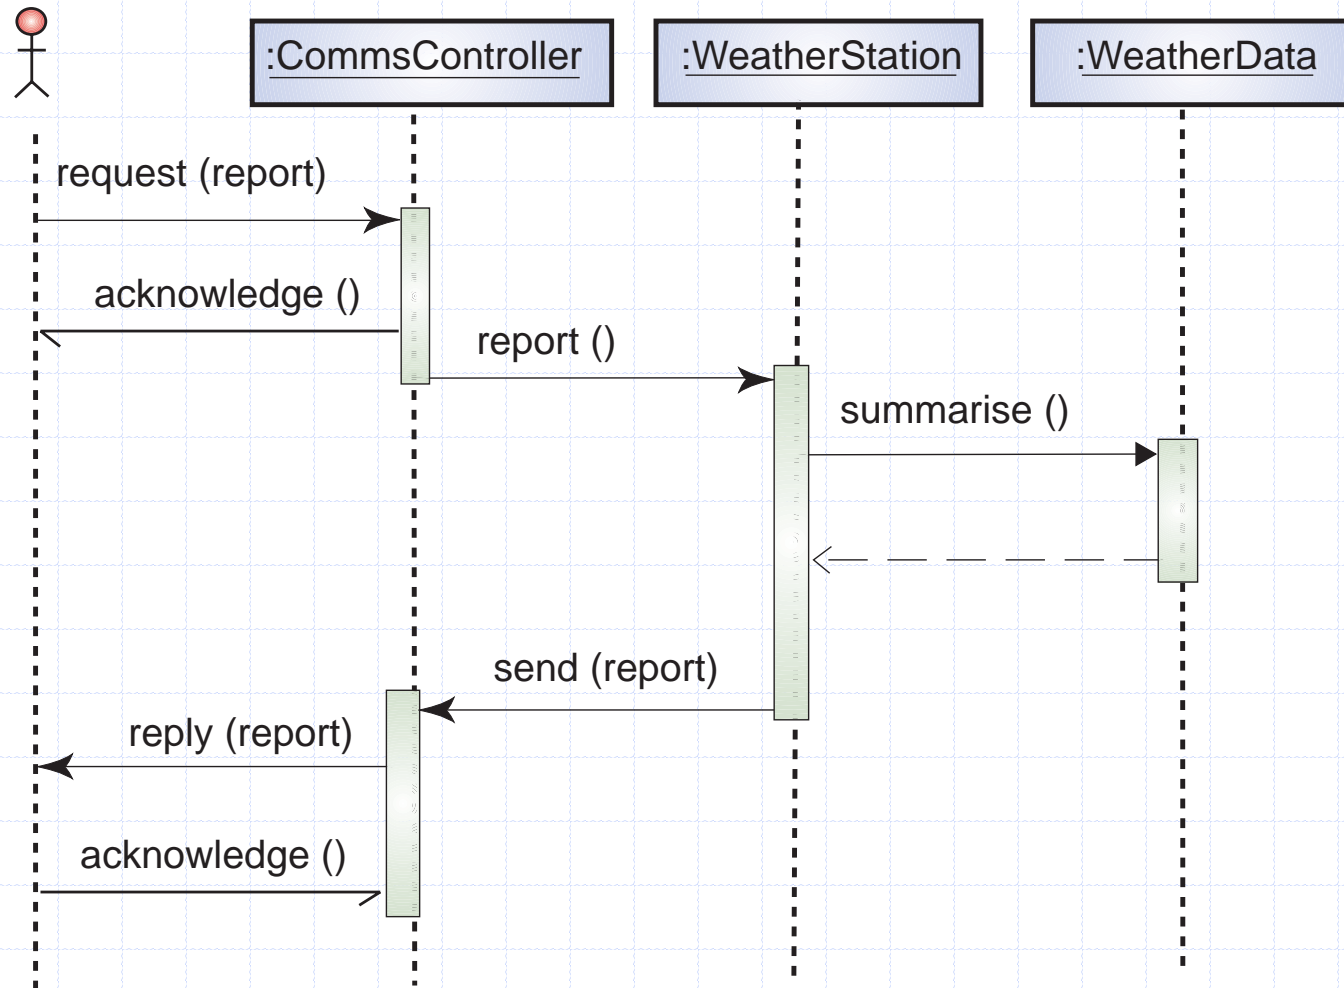 :CommsController
:WeatherStation
:WeatherData
request (report)
acknowledge ()
report ()
summarise ()
send (report)
reply (report)
acknowledge ()